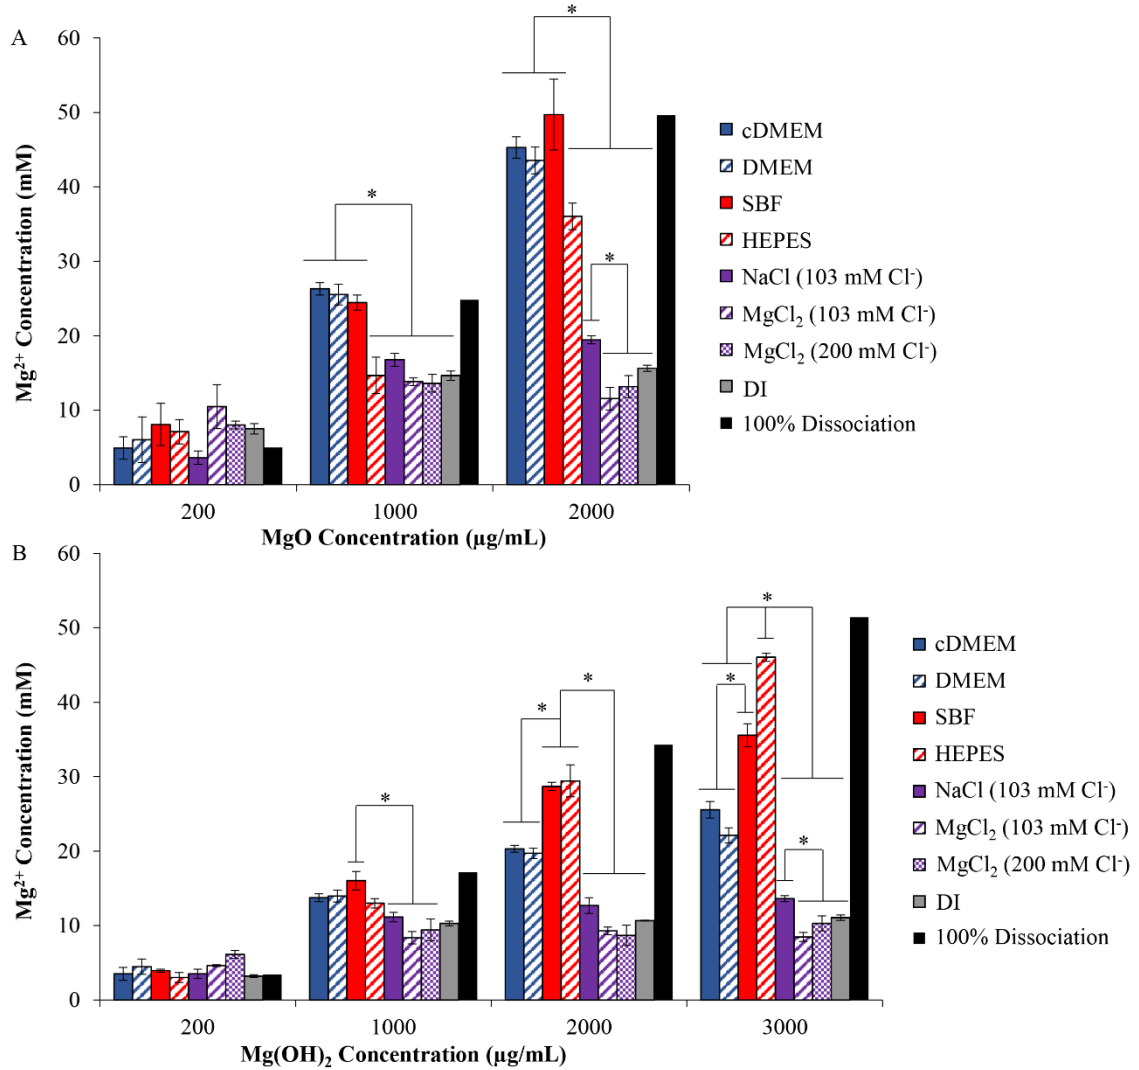 A
60
50
40
30
20
10
0
Mg²⁺ Concentration (mM)
*
*
*
200
1000
2000
MgO Concentration (µg/mL)
cDMEM
DMEM
SBF
HEPES
NaCl (103 mM Cl⁻)
MgCl₂ (103 mM Cl⁻)
MgCl₂ (200 mM Cl⁻)
DI
100% Dissociation
B
60
50
40
30
20
10
0
Mg²⁺ Concentration (mM)
*
*
*
*
*
*
200
1000
2000
3000
Mg(OH)₂ Concentration (µg/mL)
cDMEM
DMEM
SBF
HEPES
NaCl (103 mM Cl⁻)
MgCl₂ (103 mM Cl⁻)
MgCl₂ (200 mM Cl⁻)
DI
100% Dissociation